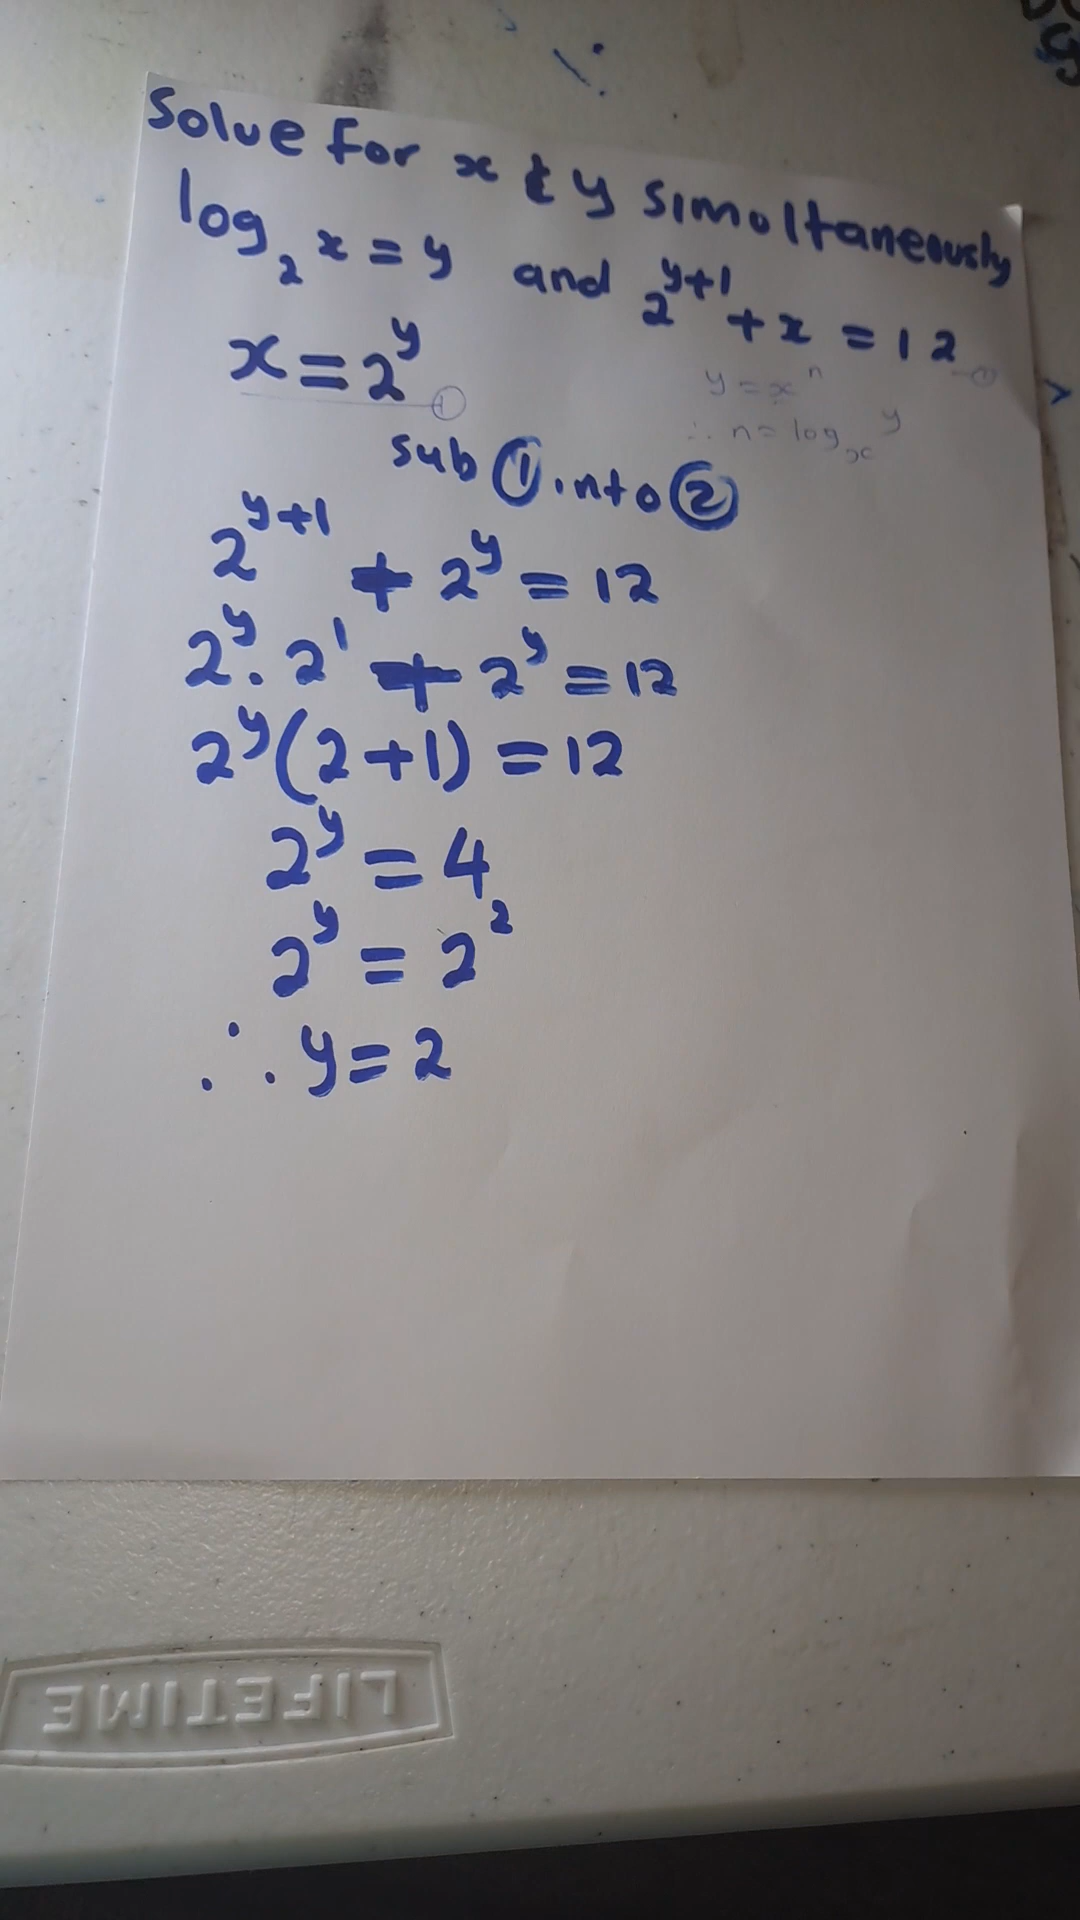 Solve for x & y simoltaneously
log₂ x = y and 2^(y+1) + x = 12
x = 2^y ①
y = x^n
∴ n = log_x y
sub ① into ②
2^(y+1) + 2^y = 12
2^y . 2^1 + 2^y = 12
2^y (2 + 1) = 12
2^y = 4
2^y = 2^2
∴ y = 2
LIFETIME